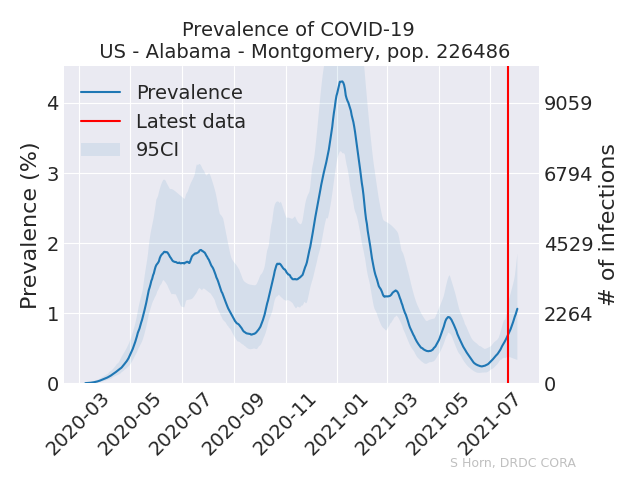 Prevalence of COVID-19
US - Alabama - Montgomery, pop. 226486
Prevalence
Latest data
95CI
Prevalence (%)
4
3
2
1
0
9059
6794
4529
2264
0
# of infections
2020-03
2020-05
2020-07
2020-09
2020-11
2021-01
2021-03
2021-05
2021-07
S Horn, DRDC CORA